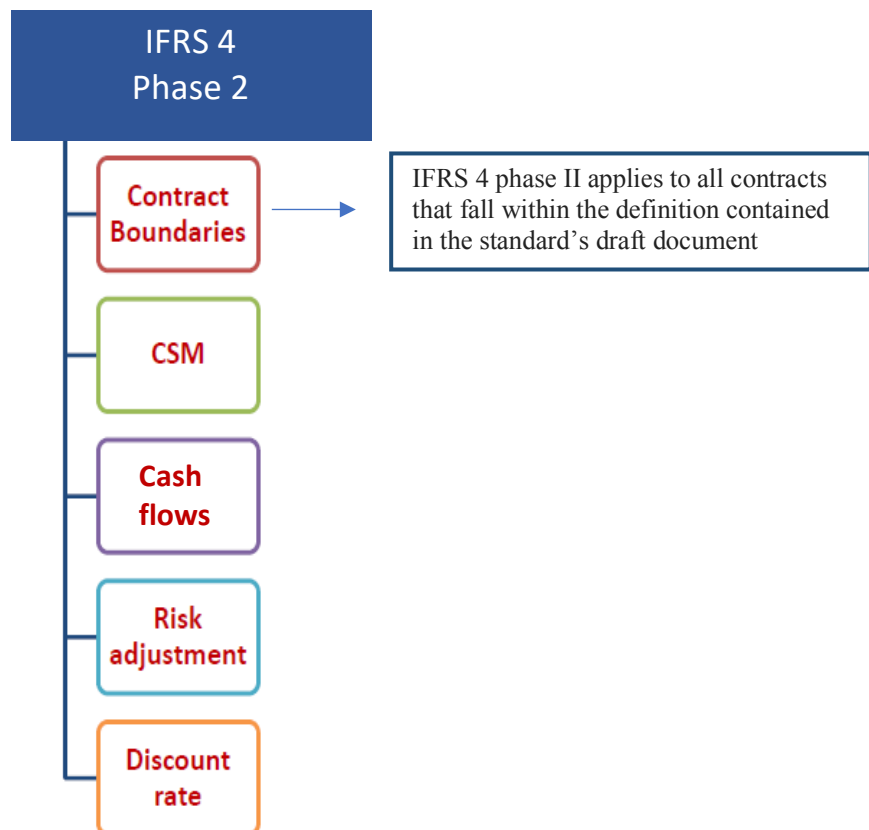 IFRS 4
Phase 2
Contract
Boundaries
IFRS 4 phase II applies to all contracts
that fall within the definition contained
in the standard’s draft document
CSM
Cash
flows
Risk
adjustment
Discount
rate